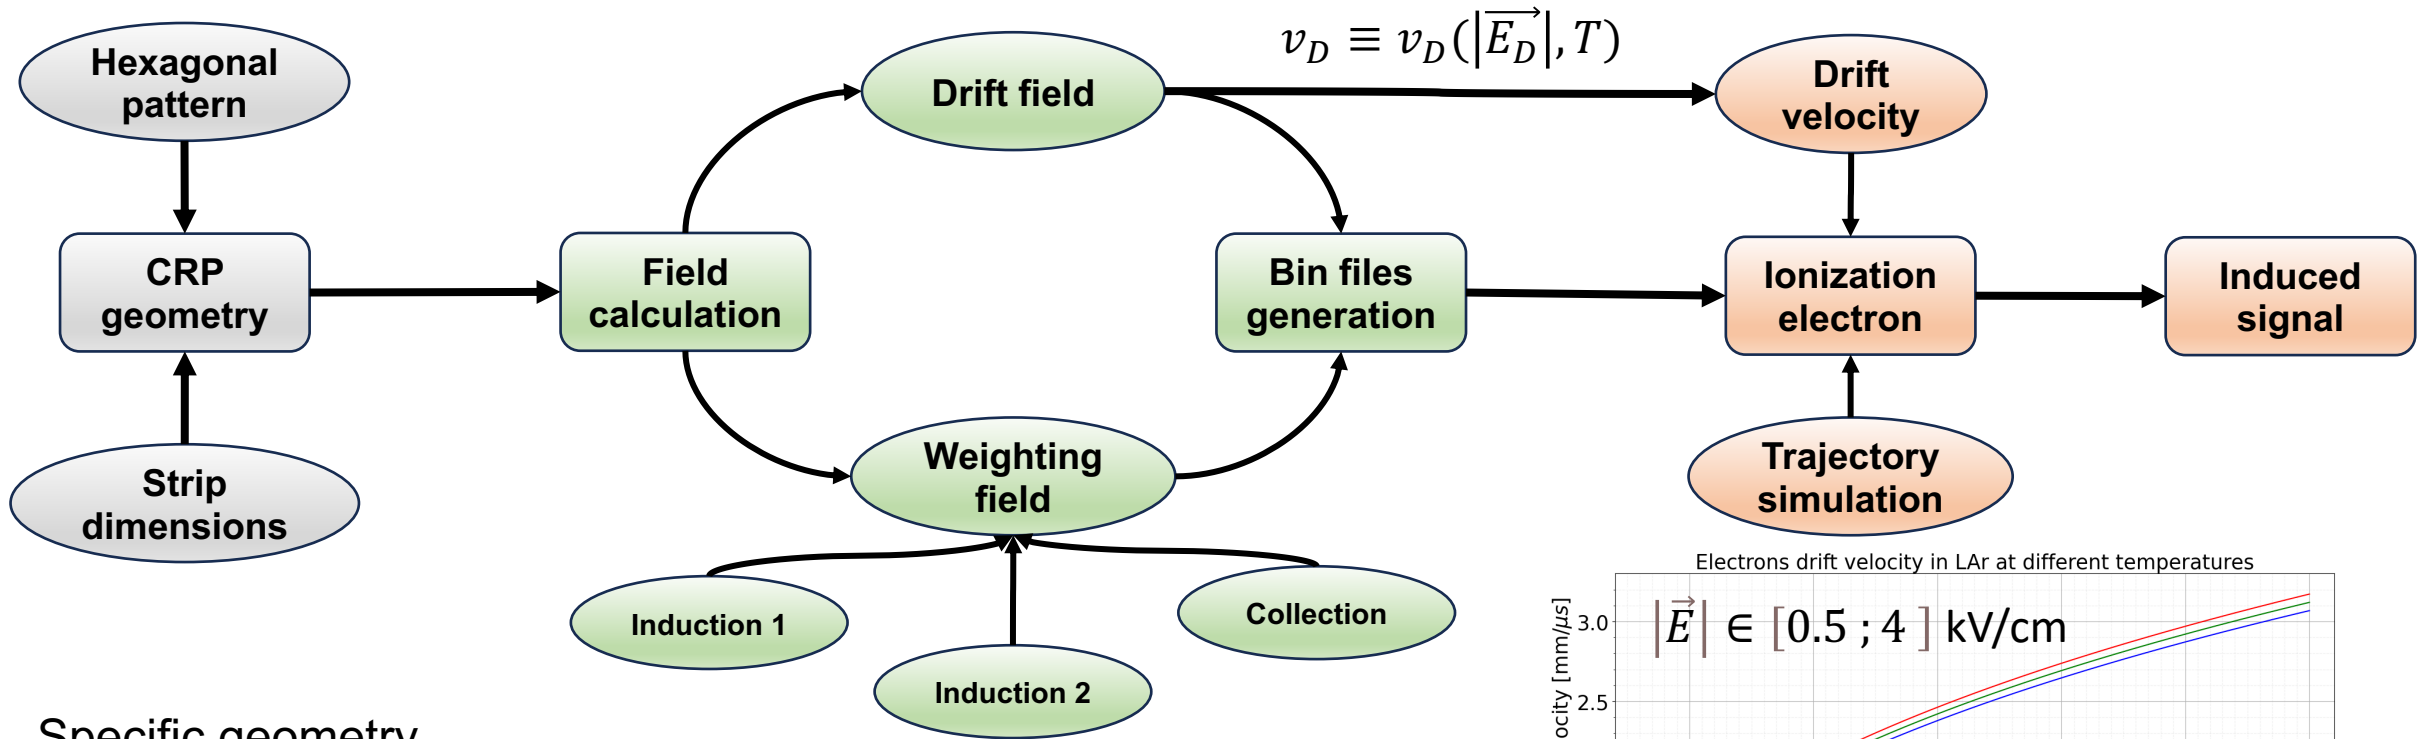 Hexagonal
pattern
CRP
geometry
Strip
dimensions
Field
calculation
Drift field
v_D ≡ v_D(|E_D⃗|, T)
Weighting
field
Induction 1
Induction 2
Collection
Bin files
generation
Drift
velocity
Ionization
electron
Trajectory
simulation
Induced
signal
Electrons drift velocity in LAr at different temperatures
|E⃗| ∈ [0.5 ; 4 ] kV/cm
3.0
2.5
ocity [mm/μs]
Specific geometry